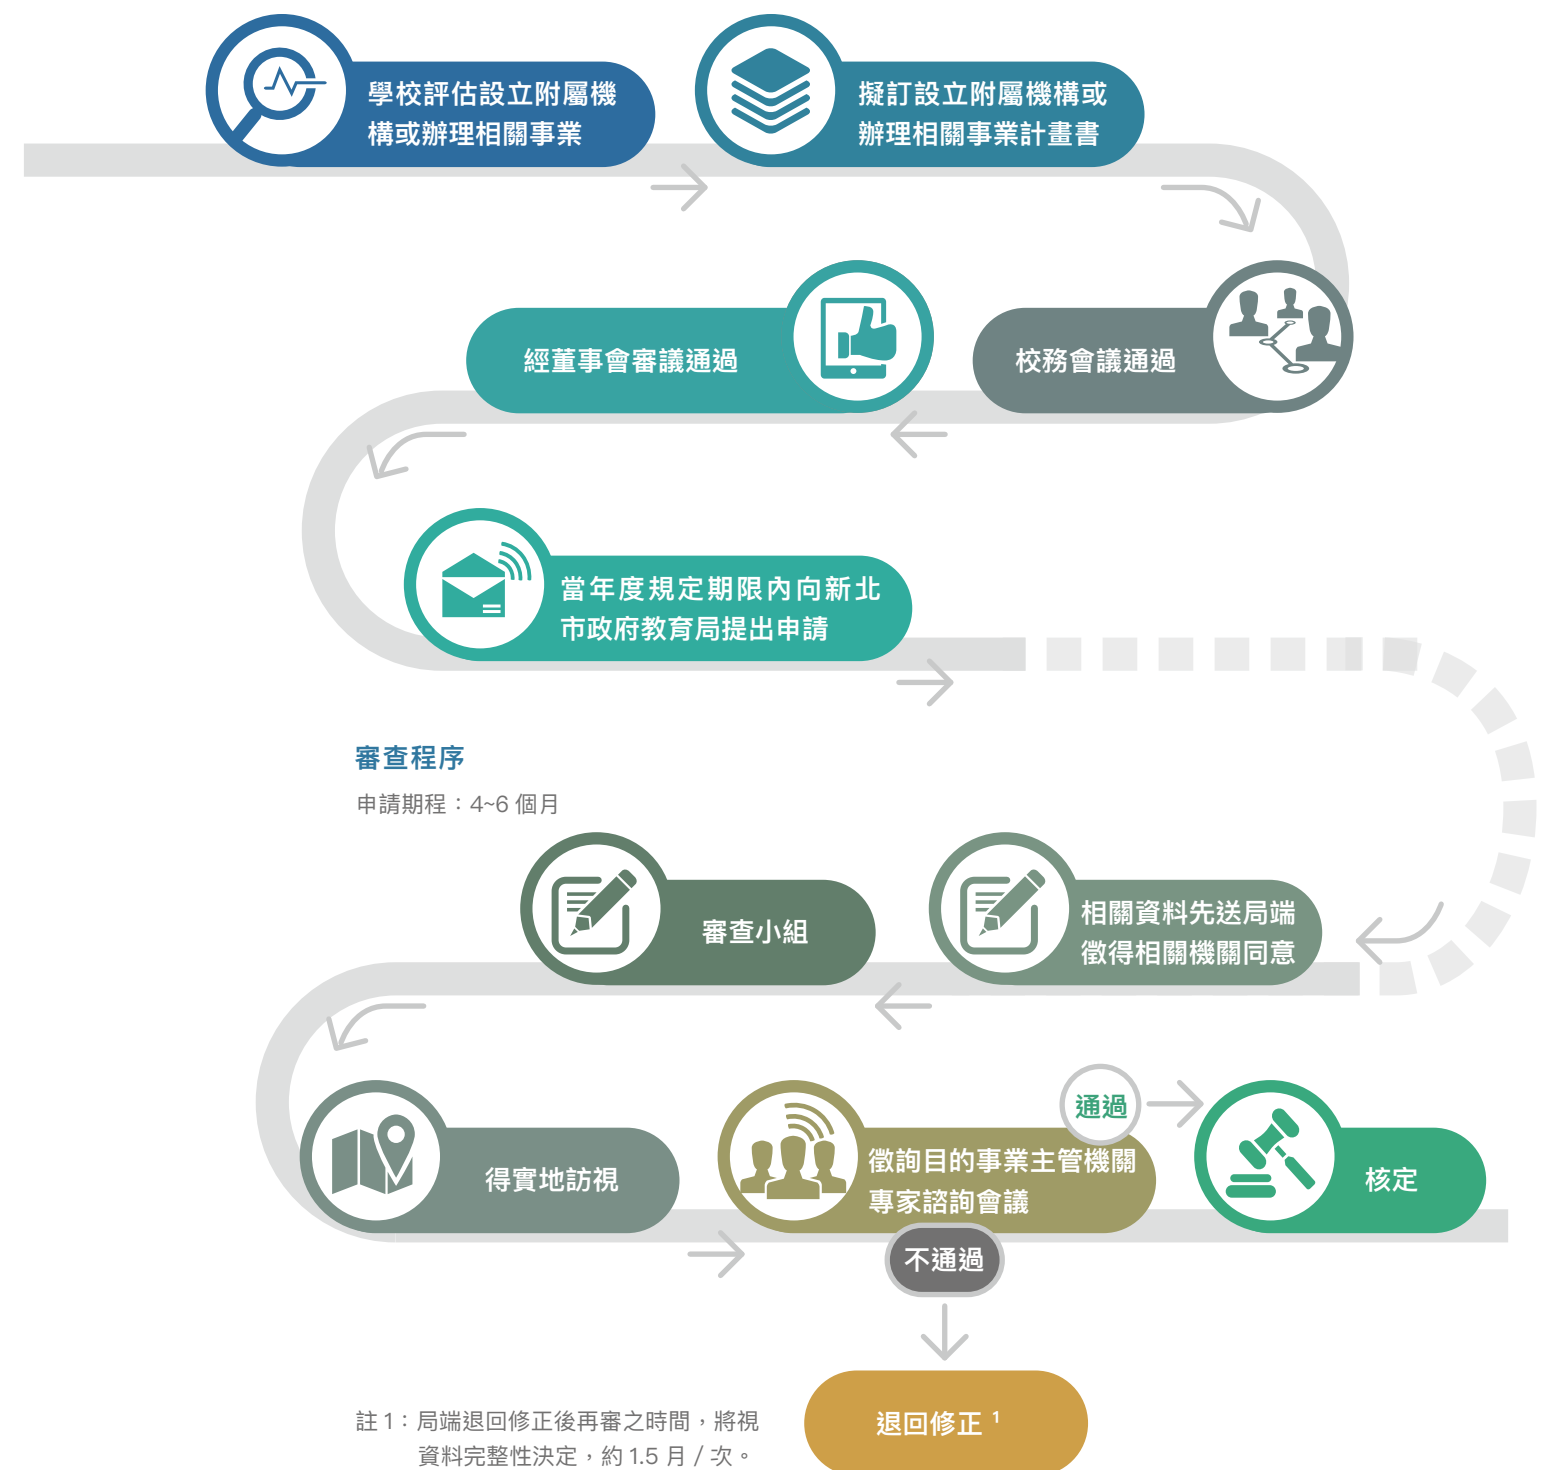 學校評估設立附屬機
構或辦理相關事業
擬訂設立附屬機構或
辦理相關事業計畫書
校務會議通過
經董事會審議通過
當年度規定期限內向新北
市政府教育局提出申請
審查程序
申請期程：4~6 個月
相關資料先送局端
徵得相關機關同意
審查小組
得實地訪視
徵詢目的事業主管機關
專家諮詢會議
通過
核定
不通過
退回修正 1
註 1：局端退回修正後再審之時間，將視
資料完整性決定，約 1.5 月 / 次。